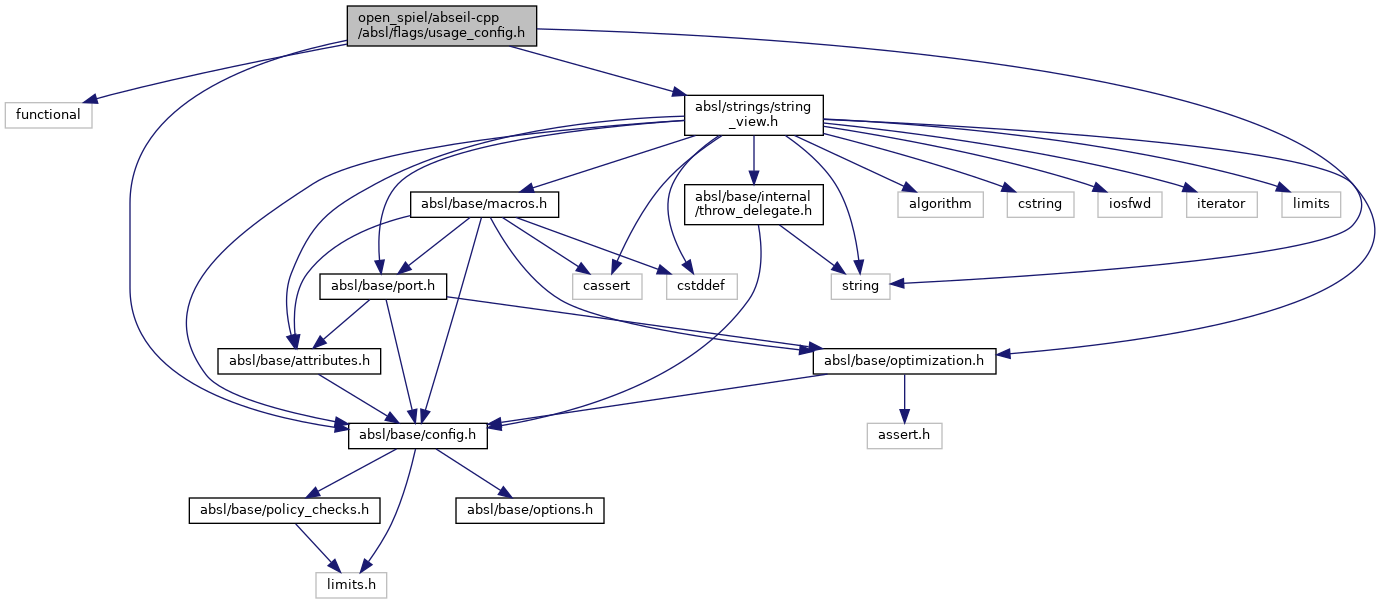 open_spiel/abseil-cpp
/absl/flags/usage_config.h
functional
absl/strings/string
_view.h
absl/base/macros.h
absl/base/internal
/throw_delegate.h
algorithm
cstring
iosfwd
iterator
limits
absl/base/port.h
cassert
cstddef
string
absl/base/attributes.h
absl/base/optimization.h
absl/base/config.h
assert.h
absl/base/policy_checks.h
absl/base/options.h
limits.h